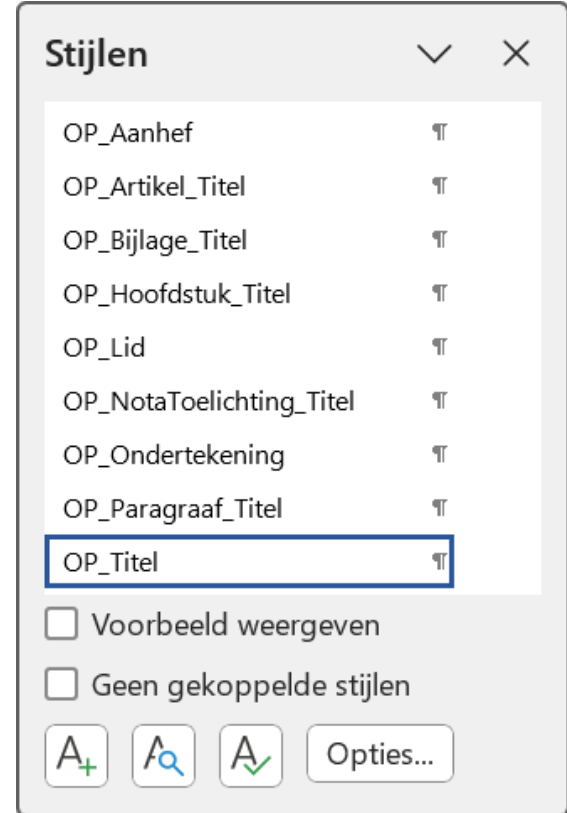 Stijlen
OP_Aanhef ¶
OP_Artikel_Titel ¶
OP_Bijlage_Titel ¶
OP_Hoofdstuk_Titel ¶
OP_Lid ¶
OP_NotaToelichting_Titel ¶
OP_Ondertekening ¶
OP_Paragraaf_Titel ¶
OP_Titel ¶
Voorbeeld weergeven
Geen gekoppelde stijlen
Opties...